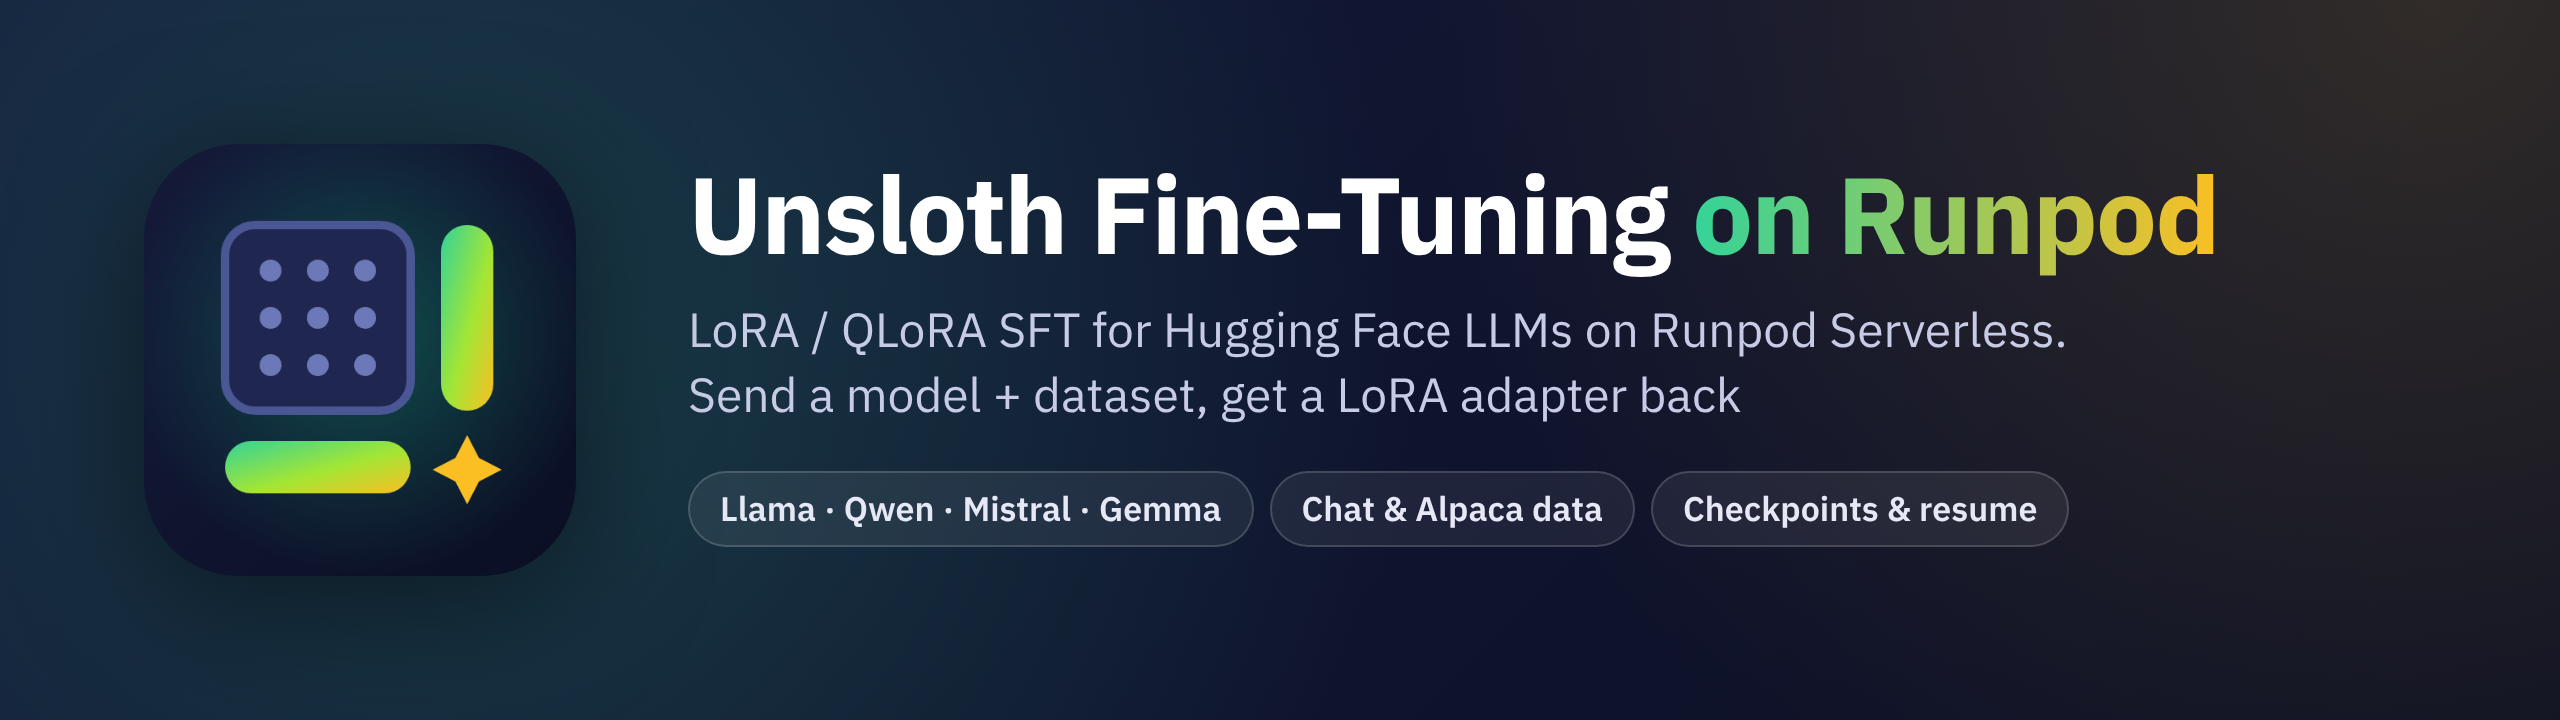 Unsloth Fine-Tuning on Runpod
LoRA / QLoRA SFT for Hugging Face LLMs on Runpod Serverless.
Send a model + dataset, get a LoRA adapter back
Llama · Qwen · Mistral · Gemma
Chat & Alpaca data
Checkpoints & resume